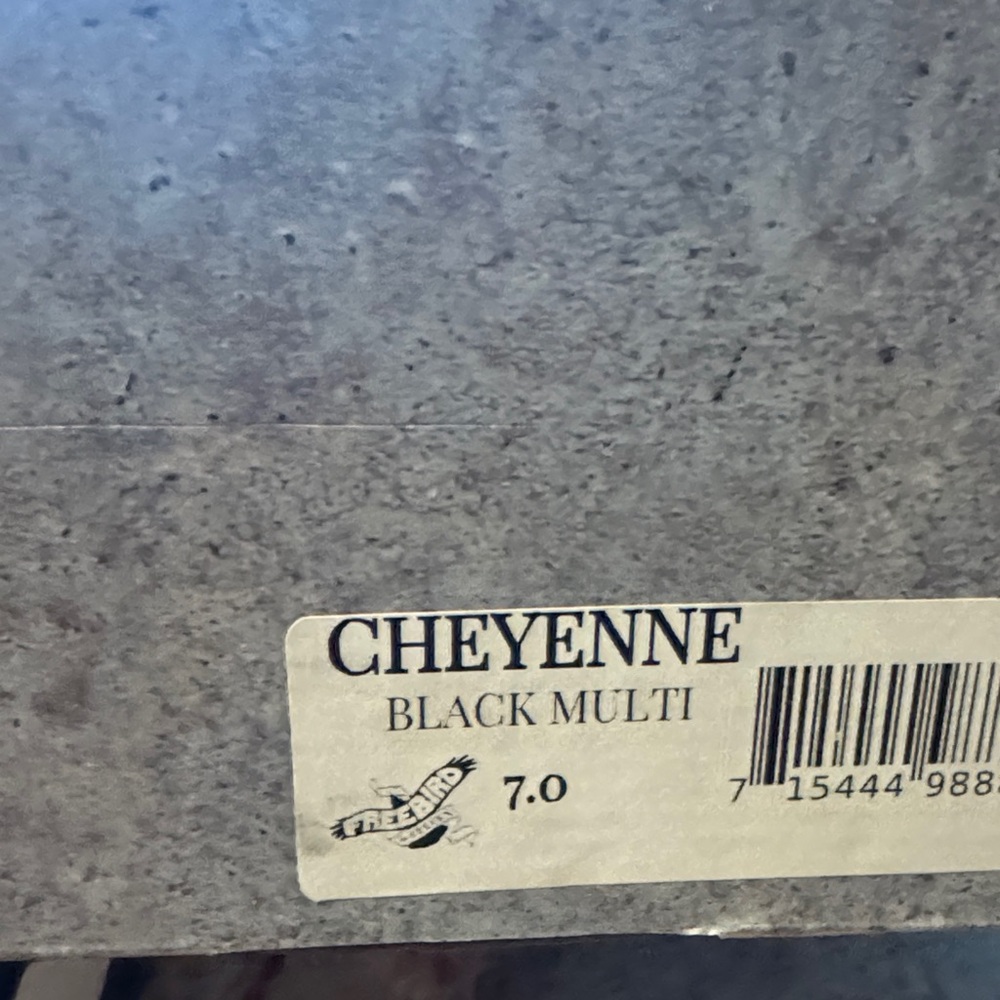 CHEYENNE
BLACK MULTI
FREEBIRD
7.0
7 15444 988